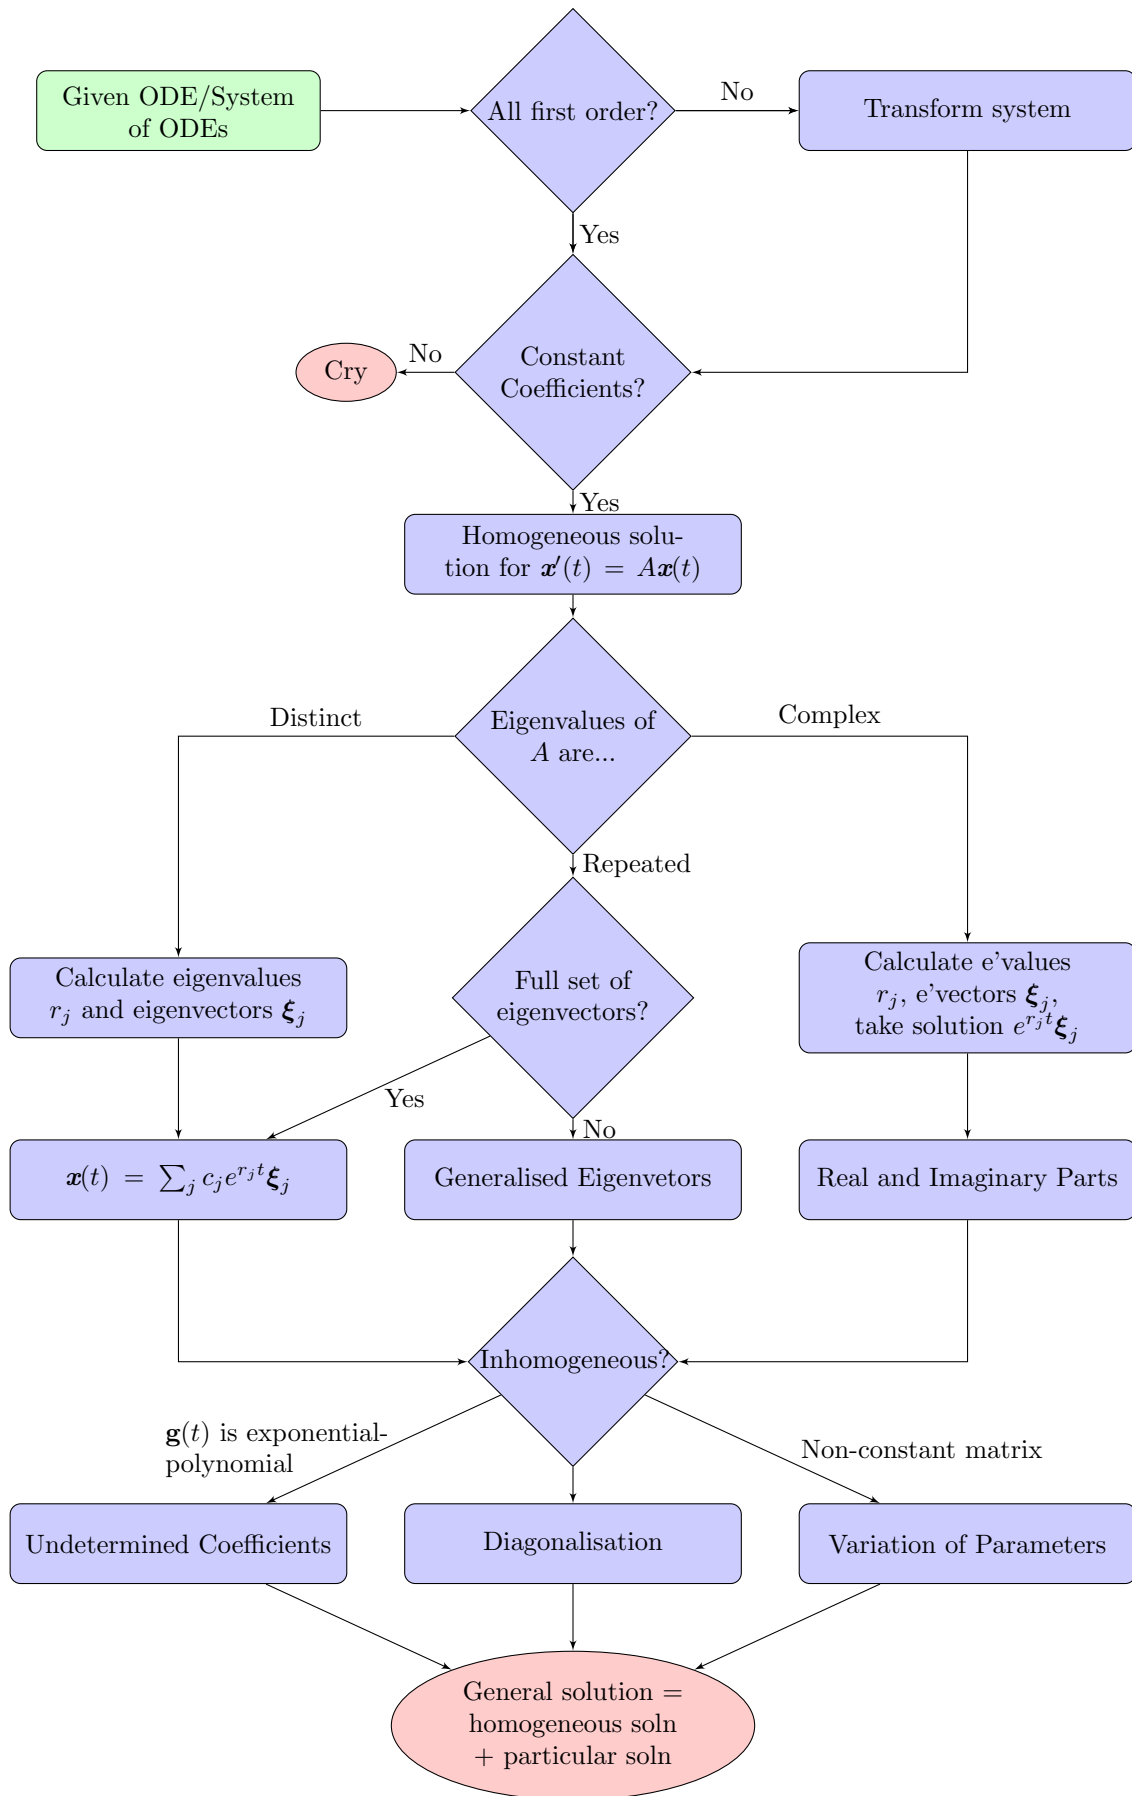 Given ODE/System
of ODEs
All first order?
No
Transform system
Yes
Constant
Coefficients?
No
Cry
Yes
Homogeneous solu-
tion for 𝒙′(t) = A𝒙(t)
Eigenvalues of
A are...
Distinct
Complex
Repeated
Calculate eigenvalues
r_j and eigenvectors ξ_j
Full set of
eigenvectors?
Calculate e'values
r_j, e'vectors ξ_j,
take solution e^{r_j t}ξ_j
Yes
No
𝒙(t) = ∑_j c_j e^{r_j t}ξ_j
Generalised Eigenvetors
Real and Imaginary Parts
Inhomogeneous?
g(t) is exponential-
polynomial
Non-constant matrix
Undetermined Coefficients
Diagonalisation
Variation of Parameters
General solution =
homogeneous soln
+ particular soln